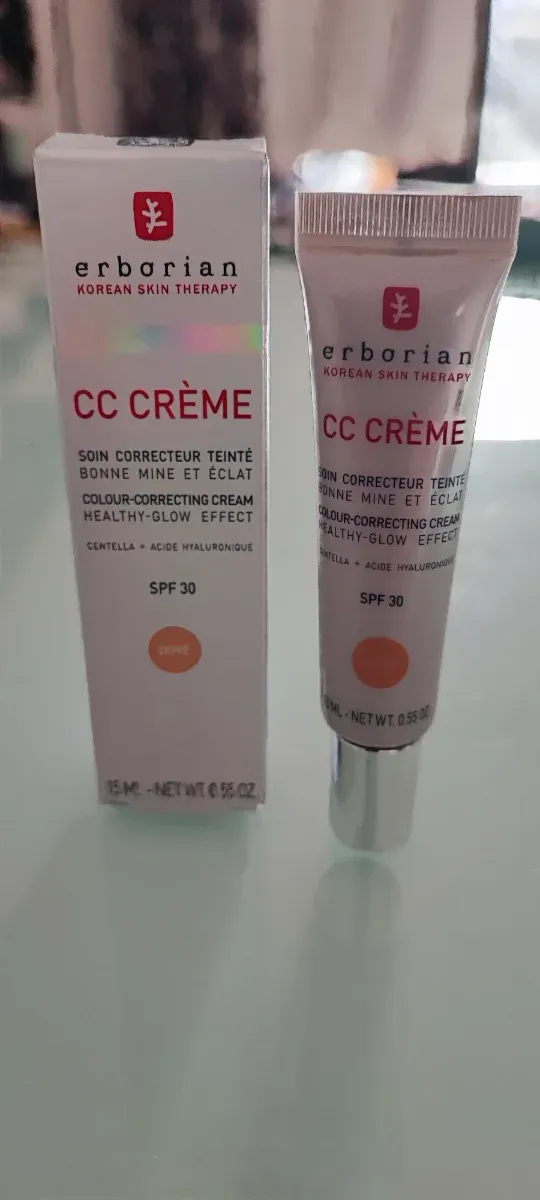 erborian
KOREAN SKIN THERAPY
CC CRÈME
SOIN CORRECTEUR TEINTÉ
BONNE MINE ET ÉCLAT
COLOUR-CORRECTING CREAM
HEALTHY-GLOW EFFECT
CENTELLA + ACIDE HYALURONIQUE
SPF 30
15 ML - NET WT. 0.55 OZ
erborian
KOREAN SKIN THERAPY
CC CRÈME
SOIN CORRECTEUR TEINTÉ
BONNE MINE ET ÉCLAT
COLOUR-CORRECTING CREAM
HEALTHY-GLOW EFFECT
CENTELLA + ACIDE HYALURONIQUE
SPF 30
ML - NET WT. 0.55 OZ